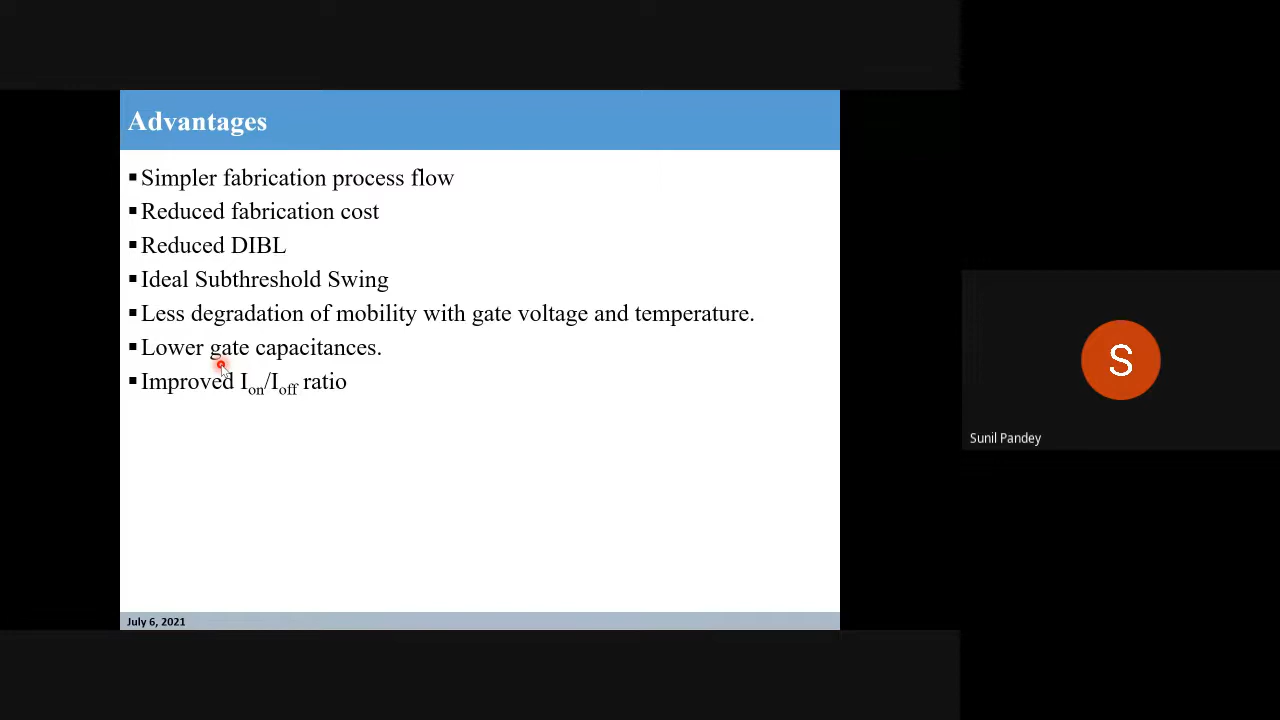 Advantages
▪Simpler fabrication process flow
▪Reduced fabrication cost
▪Reduced DIBL
▪Ideal Subthreshold Swing
▪Less degradation of mobility with gate voltage and temperature.
▪Lower gate capacitances.
▪Improved Ion/Ioff ratio
July 6, 2021
S
Sunil Pandey